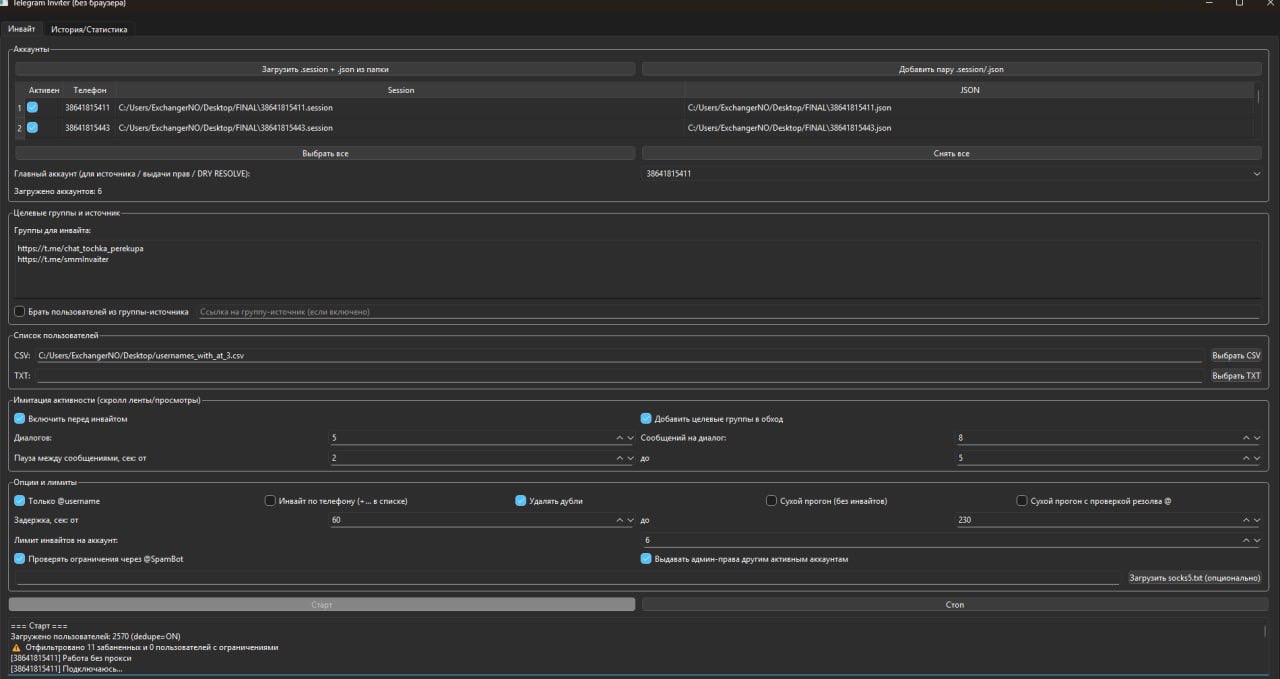 Telegram Inviter (без браузера)
Инвайт История/Статистика
Аккаунты
Загрузить .session + .json из папки Добавить пару .session/.json
Активен Телефон Session JSON
1 38641815411 C:/Users/ExchangerNO/Desktop/FINAL\38641815411.session C:/Users/ExchangerNO/Desktop/FINAL\38641815411.json
2 38641815443 C:/Users/ExchangerNO/Desktop/FINAL\38641815443.session C:/Users/ExchangerNO/Desktop/FINAL\38641815443.json
Выбрать все Снять все
Главный аккаунт (для источника / выдачи прав / DRY RESOLVE): 38641815411
Загружено аккаунтов: 6
Целевые группы и источник
Группы для инвайта:
https://t.me/chat_tochka_perekupa
https://t.me/smmInvaiter
Брать пользователей из группы-источника Ссылка на группу-источник (если включено)
Список пользователей
CSV: C:/Users/ExchangerNO/Desktop/usernames_with_at_3.csv Выбрать CSV
TXT: Выбрать TXT
Имитация активности (скролл ленты/просмотры)
Включить перед инвайтом Добавить целевые группы в обход
Диалогов: 5 Сообщений на диалог: 8
Пауза между сообщениями, сек: от 2 до 5
Опции и лимиты
Только @username Инвайт по телефону (+... в списке) Удалять дубли Сухой прогон (без инвайтов) Сухой прогон с проверкой резолва @
Задержка, сек: от 60 до 230
Лимит инвайтов на аккаунт: 6
Проверять ограничения через @SpamBot Выдавать админ-права другим активным аккаунтам
Загрузить socks5.txt (опционально)
Старт Стоп
=== Старт ===
Загружено пользователей: 2570 (dedupe=ON)
Отфильтровано 11 забаненных и 0 пользователей с ограничениями
[38641815411] Работа без прокси
[38641815411] Подключаюсь...